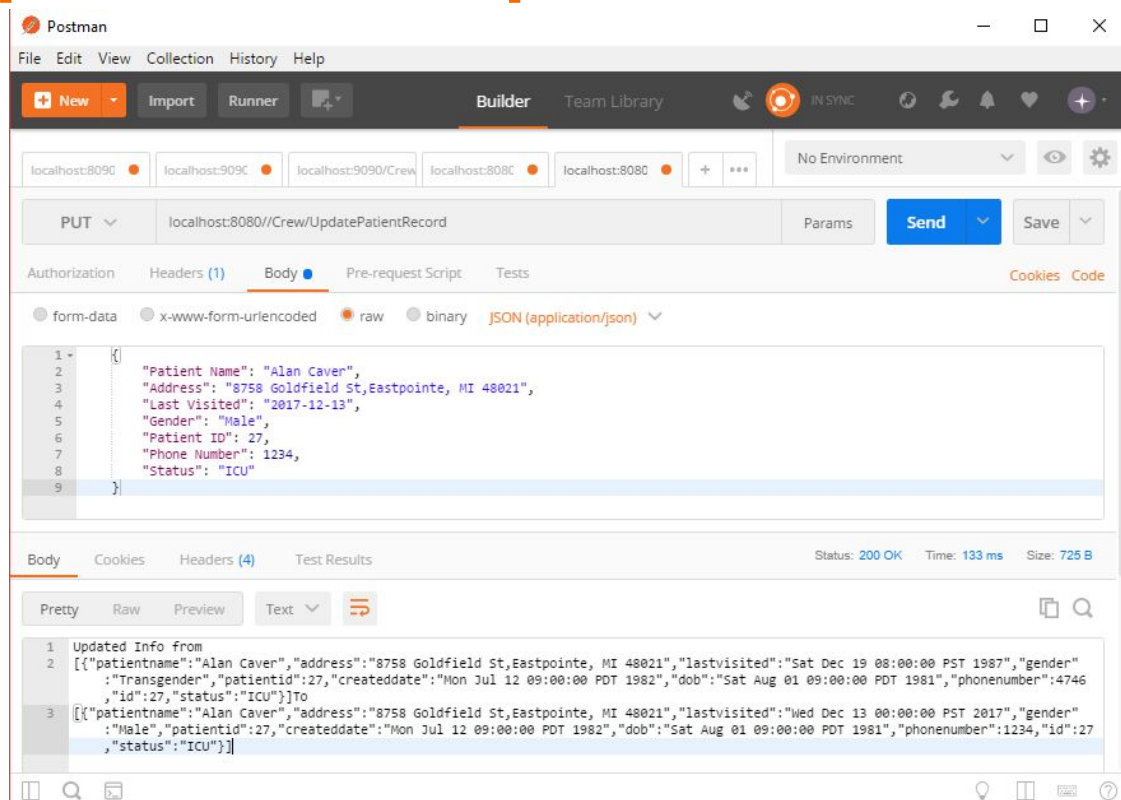 Postman
File Edit View Collection History Help
New Import Runner Builder Team Library IN SYNC
No Environment
localhost:8090 localhost:9090 localhost:9090/Crew localhost:8080 localhost:8080
PUT localhost:8080//Crew/UpdatePatientRecord Params Send Save
Authorization Headers (1) Body Pre-request Script Tests Cookies Code
form-data x-www-form-urlencoded raw binary JSON (application/json)
1 {
2 "Patient Name": "Alan Caver",
3 "Address": "8758 Goldfield St,Eastpointe, MI 48021",
4 "Last Visited": "2017-12-13",
5 "Gender": "Male",
6 "Patient ID": 27,
7 "Phone Number": 1234,
8 "Status": "ICU"
9 }
Body Cookies Headers (4) Test Results Status: 200 OK Time: 133 ms Size: 725 B
Pretty Raw Preview Text
1 Updated Info from
2 [{"patientname":"Alan Caver","address":"8758 Goldfield St,Eastpointe, MI 48021","lastvisited":"Sat Dec 19 08:00:00 PST 1987","gender"
:"Transgender","patientid":27,"createddate":"Mon Jul 12 09:00:00 PDT 1982","dob":"Sat Aug 01 09:00:00 PDT 1981","phonenumber":4746
,"id":27,"status":"ICU"}]To
3 [{"patientname":"Alan Caver","address":"8758 Goldfield St,Eastpointe, MI 48021","lastvisited":"Wed Dec 13 00:00:00 PST 2017","gender"
:"Male","patientid":27,"createddate":"Mon Jul 12 09:00:00 PDT 1982","dob":"Sat Aug 01 09:00:00 PDT 1981","phonenumber":1234,"id":27
,"status":"ICU"}]